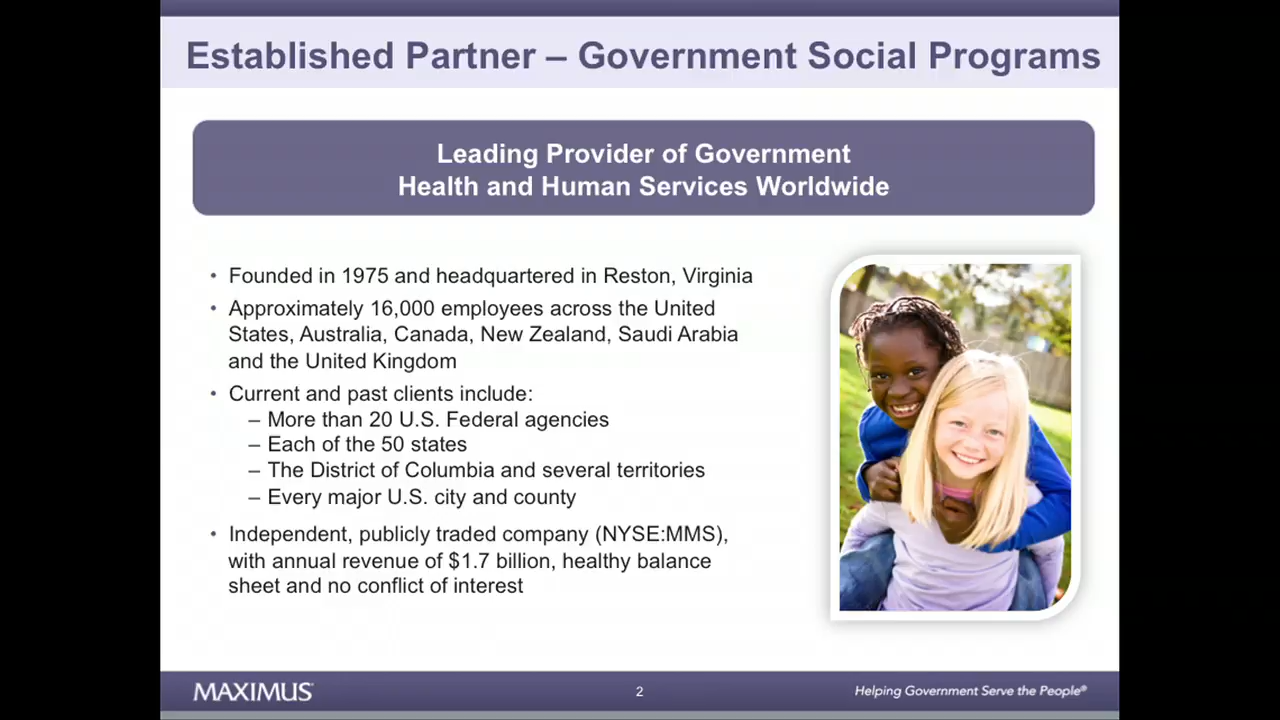 Established Partner – Government Social Programs
Leading Provider of Government
Health and Human Services Worldwide
• Founded in 1975 and headquartered in Reston, Virginia
• Approximately 16,000 employees across the United
States, Australia, Canada, New Zealand, Saudi Arabia
and the United Kingdom
• Current and past clients include:
– More than 20 U.S. Federal agencies
– Each of the 50 states
– The District of Columbia and several territories
– Every major U.S. city and county
• Independent, publicly traded company (NYSE:MMS),
with annual revenue of $1.7 billion, healthy balance
sheet and no conflict of interest
MAXIMUS
2
Helping Government Serve the People®